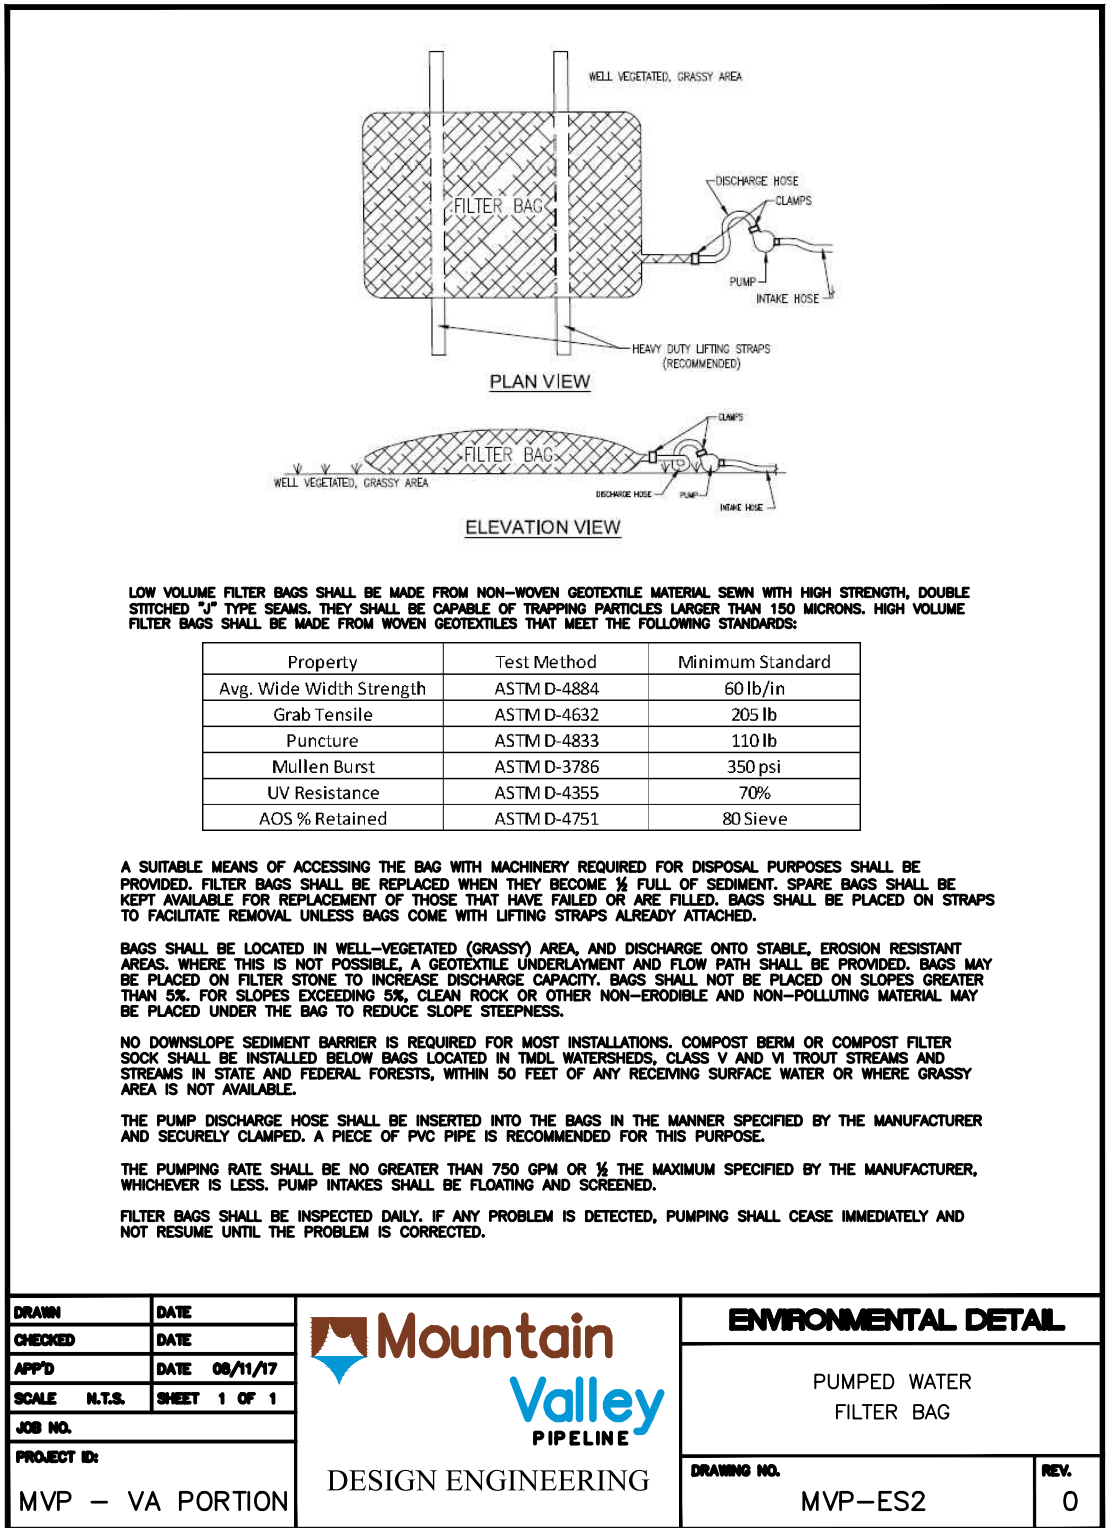 WELL VEGETATED, GRASSY AREA
DISCHARGE HOSE
CLAMPS
FILTER BAG
PUMP
INTAKE HOSE
HEAVY DUTY LIFTING STRAPS
(RECOMMENDED)
PLAN VIEW
CLAMPS
FILTER BAG
WELL VEGETATED, GRASSY AREA
DISCHARGE HOSE
PUMP
INTAKE HOSE
ELEVATION VIEW
LOW VOLUME FILTER BAGS SHALL BE MADE FROM NON-WOVEN GEOTEXTILE MATERIAL SEWN WITH HIGH STRENGTH, DOUBLE
STITCHED "J" TYPE SEAMS. THEY SHALL BE CAPABLE OF TRAPPING PARTICLES LARGER THAN 150 MICRONS. HIGH VOLUME
FILTER BAGS SHALL BE MADE FROM WOVEN GEOTEXTILES THAT MEET THE FOLLOWING STANDARDS:
Property Test Method Minimum Standard
Avg. Wide Width Strength ASTM D-4884 60 lb/in
Grab Tensile ASTM D-4632 205 lb
Puncture ASTM D-4833 110 lb
Mullen Burst ASTM D-3786 350 psi
UV Resistance ASTM D-4355 70%
AOS % Retained ASTM D-4751 80 Sieve
A SUITABLE MEANS OF ACCESSING THE BAG WITH MACHINERY REQUIRED FOR DISPOSAL PURPOSES SHALL BE
PROVIDED. FILTER BAGS SHALL BE REPLACED WHEN THEY BECOME ½ FULL OF SEDIMENT. SPARE BAGS SHALL BE
KEPT AVAILABLE FOR REPLACEMENT OF THOSE THAT HAVE FAILED OR ARE FILLED. BAGS SHALL BE PLACED ON STRAPS
TO FACILITATE REMOVAL UNLESS BAGS COME WITH LIFTING STRAPS ALREADY ATTACHED.
BAGS SHALL BE LOCATED IN WELL-VEGETATED (GRASSY) AREA, AND DISCHARGE ONTO STABLE, EROSION RESISTANT
AREAS. WHERE THIS IS NOT POSSIBLE, A GEOTEXTILE UNDERLAYMENT AND FLOW PATH SHALL BE PROVIDED. BAGS MAY
BE PLACED ON FILTER STONE TO INCREASE DISCHARGE CAPACITY. BAGS SHALL NOT BE PLACED ON SLOPES GREATER
THAN 5%. FOR SLOPES EXCEEDING 5%, CLEAN ROCK OR OTHER NON-ERODIBLE AND NON-POLLUTING MATERIAL MAY
BE PLACED UNDER THE BAG TO REDUCE SLOPE STEEPNESS.
NO DOWNSLOPE SEDIMENT BARRIER IS REQUIRED FOR MOST INSTALLATIONS. COMPOST BERM OR COMPOST FILTER
SOCK SHALL BE INSTALLED BELOW BAGS LOCATED IN TMDL WATERSHEDS, CLASS V AND VI TROUT STREAMS AND
STREAMS IN STATE AND FEDERAL FORESTS, WITHIN 50 FEET OF ANY RECEIVING SURFACE WATER OR WHERE GRASSY
AREA IS NOT AVAILABLE.
THE PUMP DISCHARGE HOSE SHALL BE INSERTED INTO THE BAGS IN THE MANNER SPECIFIED BY THE MANUFACTURER
AND SECURELY CLAMPED. A PIECE OF PVC PIPE IS RECOMMENDED FOR THIS PURPOSE.
THE PUMPING RATE SHALL BE NO GREATER THAN 750 GPM OR ½ THE MAXIMUM SPECIFIED BY THE MANUFACTURER,
WHICHEVER IS LESS. PUMP INTAKES SHALL BE FLOATING AND SCREENED.
FILTER BAGS SHALL BE INSPECTED DAILY. IF ANY PROBLEM IS DETECTED, PUMPING SHALL CEASE IMMEDIATELY AND
NOT RESUME UNTIL THE PROBLEM IS CORRECTED.
DRAWN DATE
CHECKED DATE
APP'D DATE 08/11/17
SCALE N.T.S. SHEET 1 OF 1
JOB NO.
PROJECT ID:
MVP - VA PORTION
Mountain
Valley
PIPELINE
DESIGN ENGINEERING
ENVIRONMENTAL DETAIL
PUMPED WATER
FILTER BAG
DRAWING NO.
MVP-ES2
REV.
0